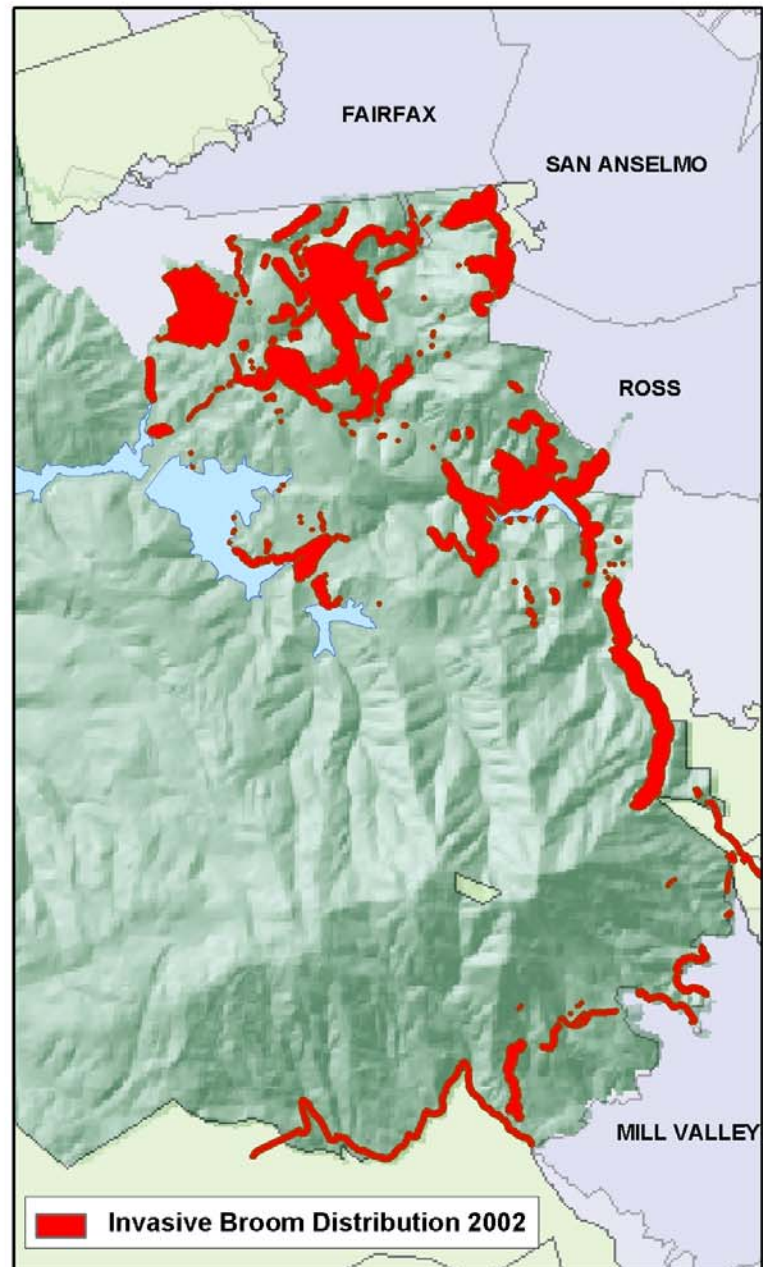 FAIRFAX
SAN ANSELMO
ROSS
MILL VALLEY
Invasive Broom Distribution 2002